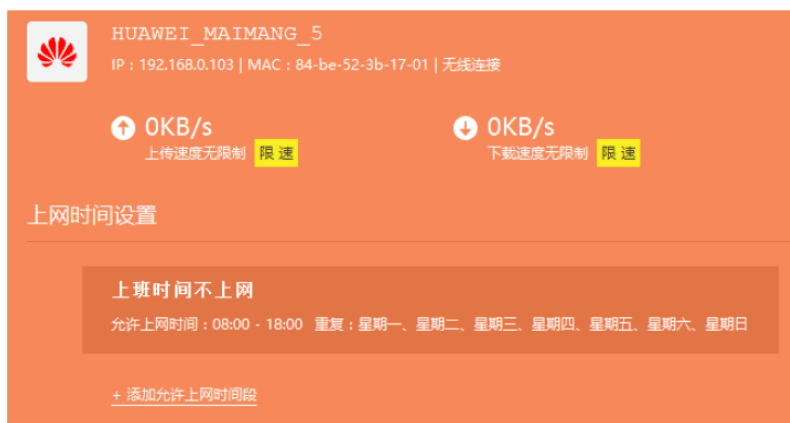 HUAWEI_MAIMANG_5
IP：192.168.0.103 | MAC：84-be-52-3b-17-01 | 无线连接
0KB/s 0KB/s
上传速度无限制 限速 下载速度无限制 限速
上网时间设置
上班时间不上网
允许上网时间：08:00 - 18:00 重复：星期一、星期二、星期三、星期四、星期五、星期六、星期日
+ 添加允许上网时间段